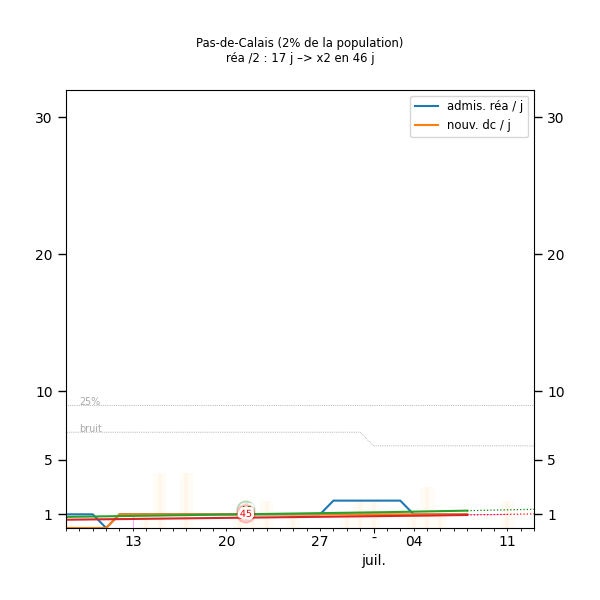 Pas-de-Calais (2% de la population)
réa /2 : 17 j –> x2 en 46 j
admis. réa / j
nouv. dc / j
30 30
20 20
10 10
25%
bruit
5 5
45
1 1
13 20 27 - 04 11
juil.